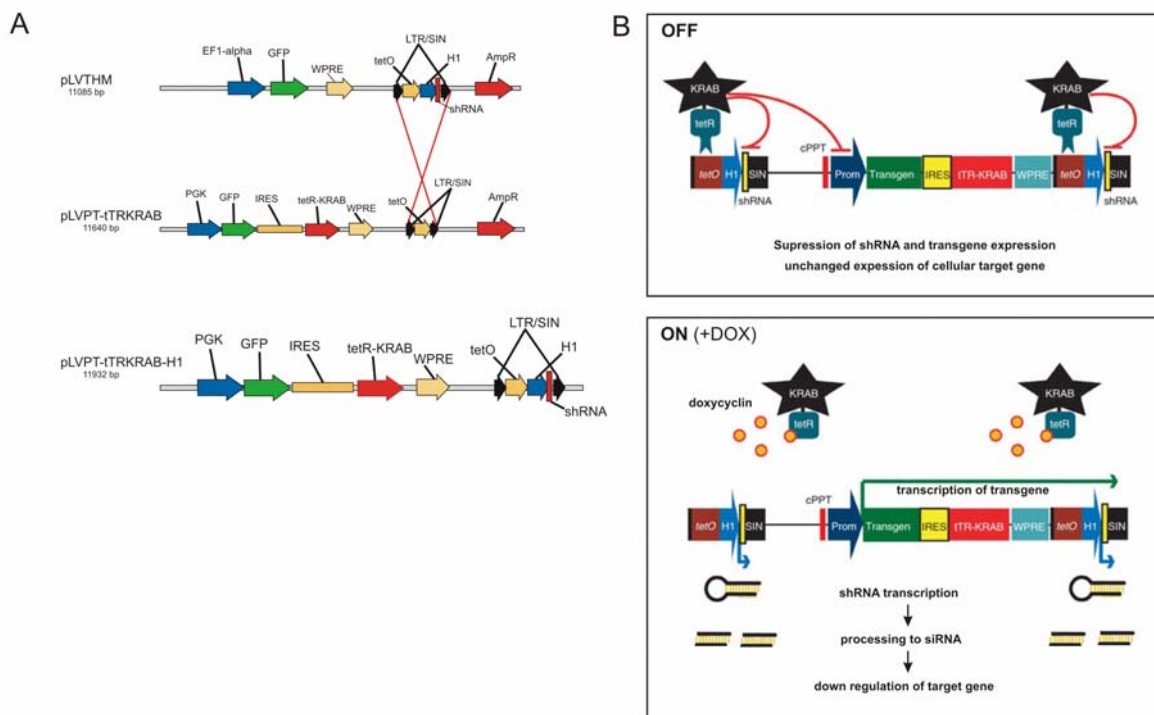 A
EF1-alpha
GFP
WPRE
LTR/SIN
tetO
H1
AmpR
pLVTHM
11085 bp
shRNA
PGK
GFP
IRES
tetR-KRAB
WPRE
tetO
LTR/SIN
AmpR
pLVPT-tTRKRAB
11640 bp
pLVPT-tTRKRAB-H1
11932 bp
PGK
GFP
IRES
tetR-KRAB
WPRE
LTR/SIN
tetO
H1
shRNA
B
OFF
KRAB
KRAB
tetR
tetR
cPPT
tetO H1 SIN Prom Transgen IRES tTR-KRAB WPRE tetO H1 SIN
shRNA
shRNA
Supression of shRNA and transgene expression
unchanged expession of cellular target gene
ON (+DOX)
KRAB
KRAB
doxycyclin
tetR
tetR
transcription of transgene
cPPT
tetO H1 SIN Prom Transgen IRES tTR-KRAB WPRE tetO H1 SIN
shRNA transcription
processing to siRNA
down regulation of target gene